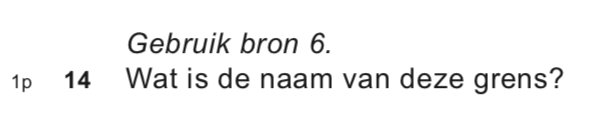 Gebruik bron 6.
1p 14 Wat is de naam van deze grens?